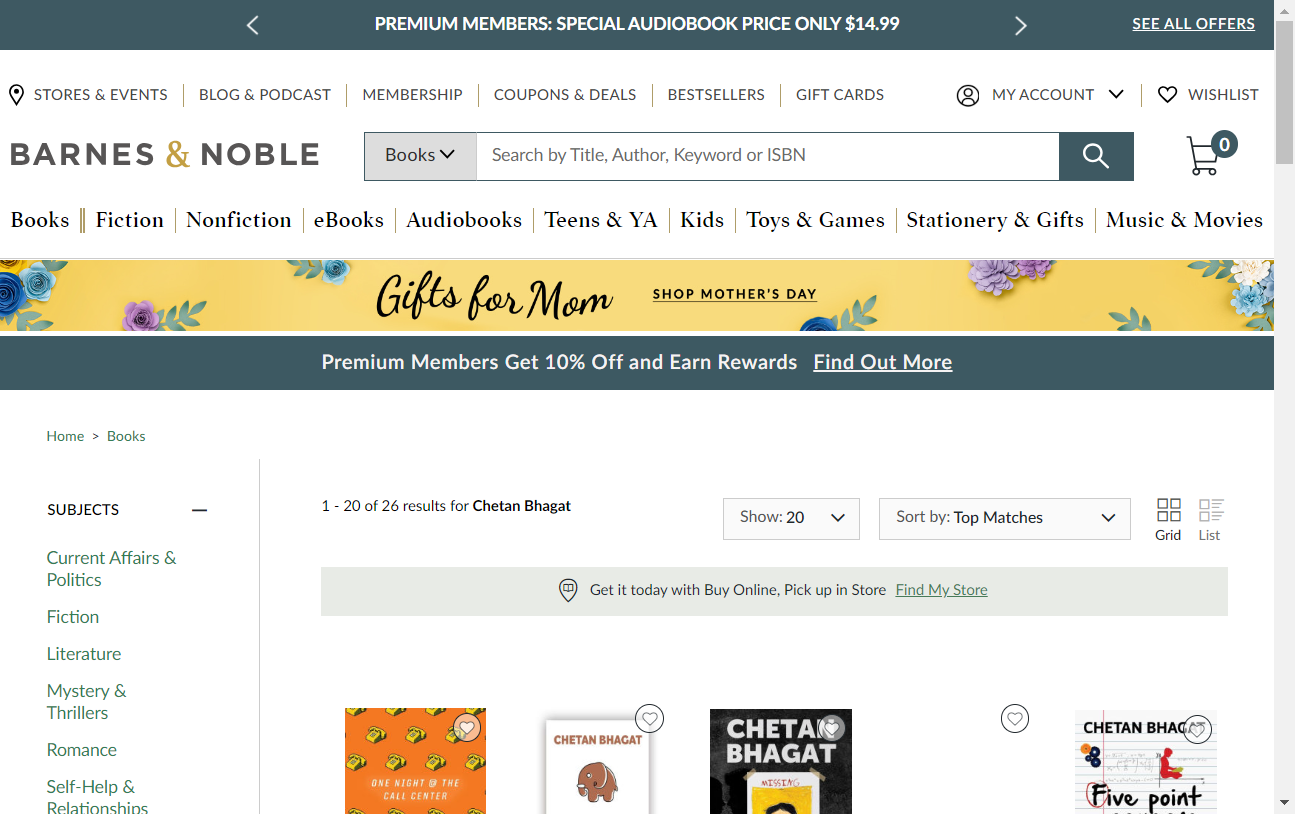 PREMIUM MEMBERS: SPECIAL AUDIOBOOK PRICE ONLY $14.99
SEE ALL OFFERS
STORES & EVENTS
BLOG & PODCAST
MEMBERSHIP
COUPONS & DEALS
BESTSELLERS
GIFT CARDS
MY ACCOUNT
WISHLIST
BARNES & NOBLE
Books
Search by Title, Author, Keyword or ISBN
0
Books
Fiction
Nonfiction
eBooks
Audiobooks
Teens & YA
Kids
Toys & Games
Stationery & Gifts
Music & Movies
Gifts for Mom
SHOP MOTHER'S DAY
Premium Members Get 10% Off and Earn Rewards Find Out More
Home > Books
SUBJECTS
Current Affairs &
Politics
Fiction
Literature
Mystery &
Thrillers
Romance
Self-Help &
Relationships
1 - 20 of 26 results for Chetan Bhagat
Show: 20
Sort by: Top Matches
Grid
List
Get it today with Buy Online, Pick up in Store Find My Store
ONE NIGHT @ THE
CALL CENTER
CHETAN BHAGAT
CHETAN
BHAGAT
MISSING
CHETAN BHAGAT
Five point